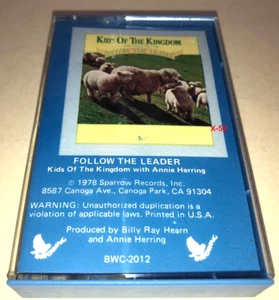 KIDS OF THE KINGDOM
FOLLOW THE LEADER
X-55
FOLLOW THE LEADER
Kids Of The Kingdom with Annie Herring
© 1978 Sparrow Records, Inc.
8587 Canoga Ave., Canoga Park, CA 91304
WARNING: Unauthorized duplication is a
violation of applicable laws. Printed in U.S.A.
Produced by Billy Ray Hearn
and Annie Herring
BWC-2012